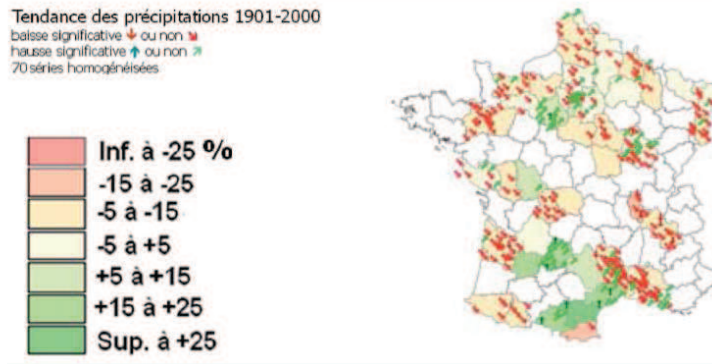 Tendance des précipitations 1901-2000
baisse significative ou non
hausse significative ou non
70 séries homogénéisées
Inf. à -25 %
-15 à -25
-5 à -15
-5 à +5
+5 à +15
+15 à +25
Sup. à +25